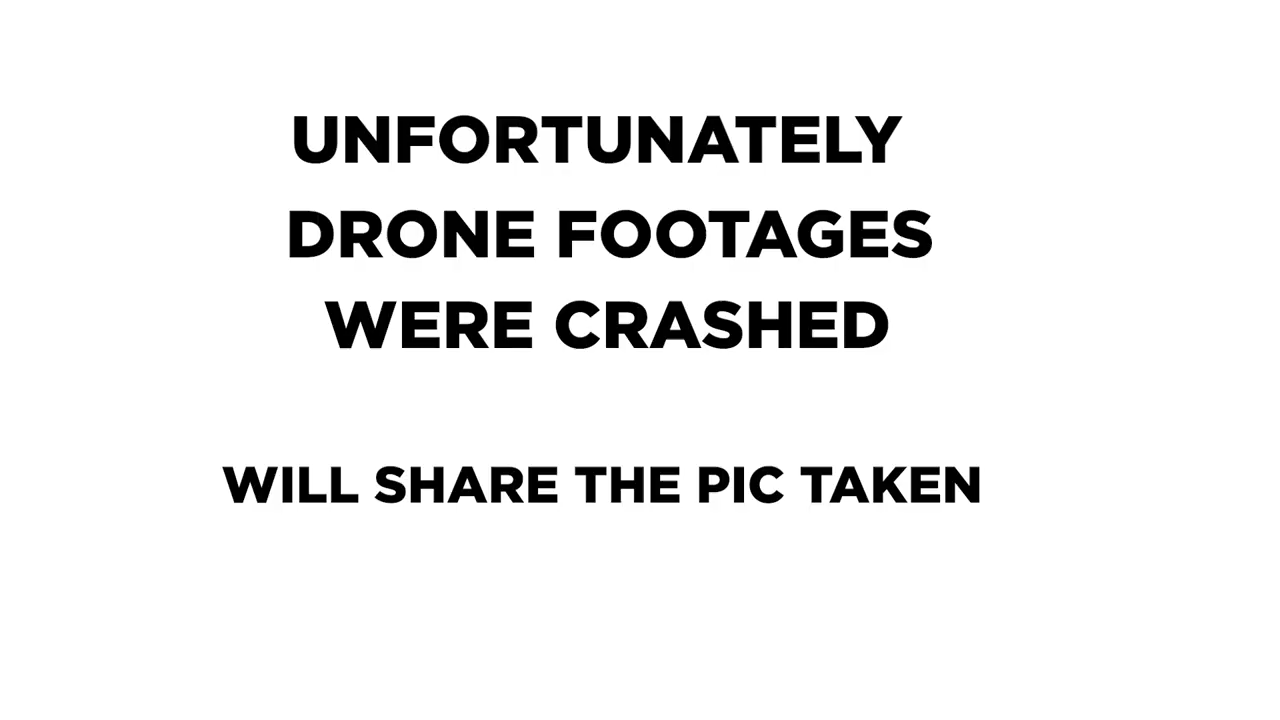 UNFORTUNATELY
DRONE FOOTAGES
WERE CRASHED
WILL SHARE THE PIC TAKEN